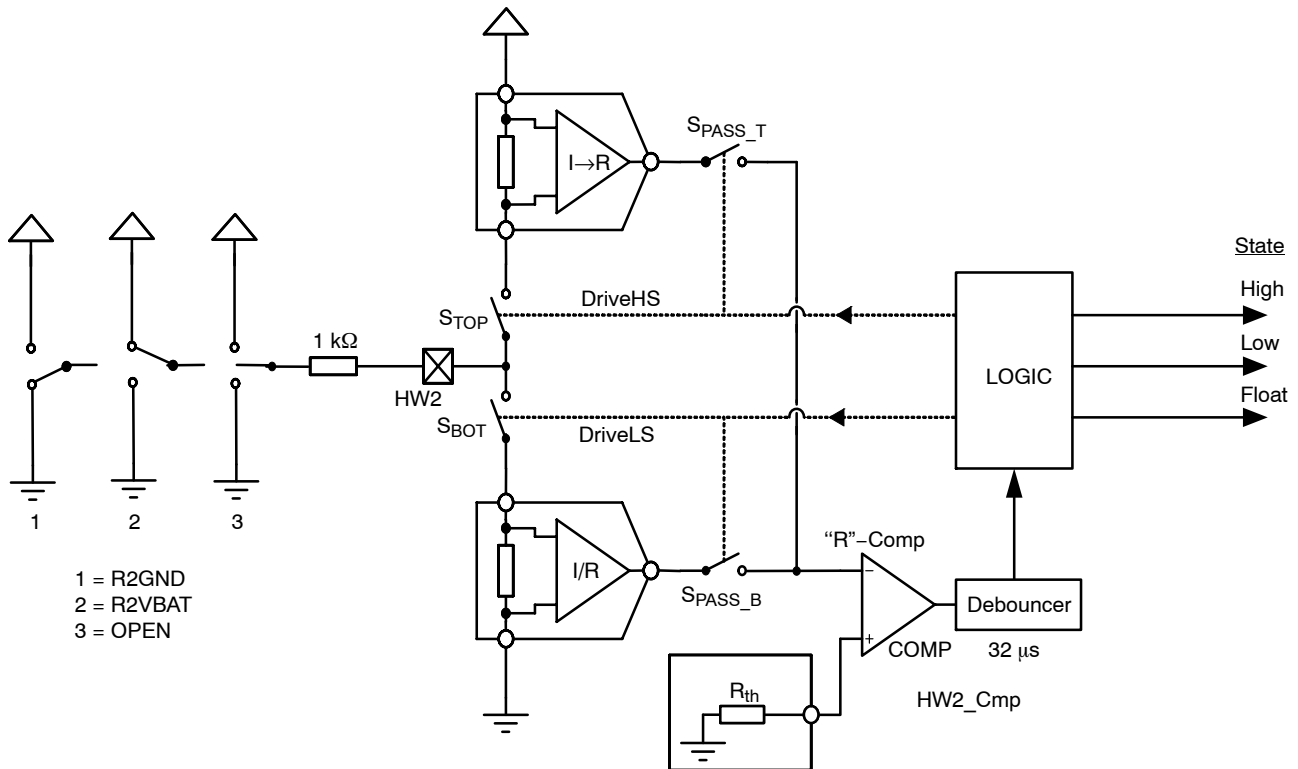 I→R
S_PASS_T
State
DriveHS
High
S_TOP
1 kΩ
LOGIC
Low
HW2
Float
S_BOT
DriveLS
1
2
3
"R"−Comp
1 = R2GND
2 = R2VBAT
3 = OPEN
I/R
−
S_PASS_B
Debouncer
+
COMP
32 μs
R_th
HW2_Cmp